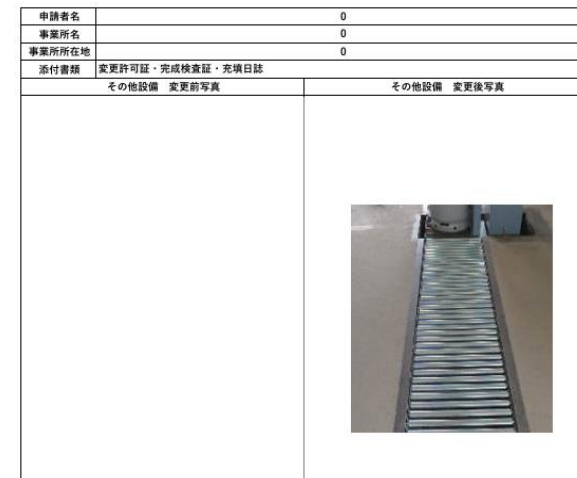 申請者名 0
事業所名 0
事業所所在地 0
添付書類 変更許可証・完成検査証・充填日誌
その他設備 変更前写真 その他設備 変更後写真